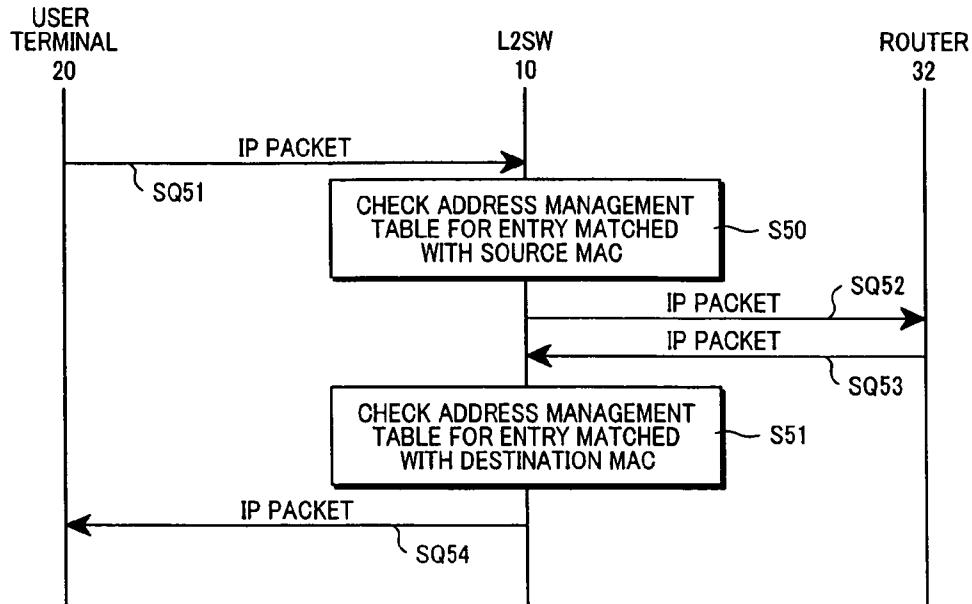 USER
TERMINAL
20
L2SW
10
ROUTER
32
IP PACKET
SQ51
CHECK ADDRESS MANAGEMENT
TABLE FOR ENTRY MATCHED
WITH SOURCE MAC
S50
SQ52
IP PACKET
IP PACKET
SQ53
CHECK ADDRESS MANAGEMENT
TABLE FOR ENTRY MATCHED
WITH DESTINATION MAC
S51
IP PACKET
SQ54